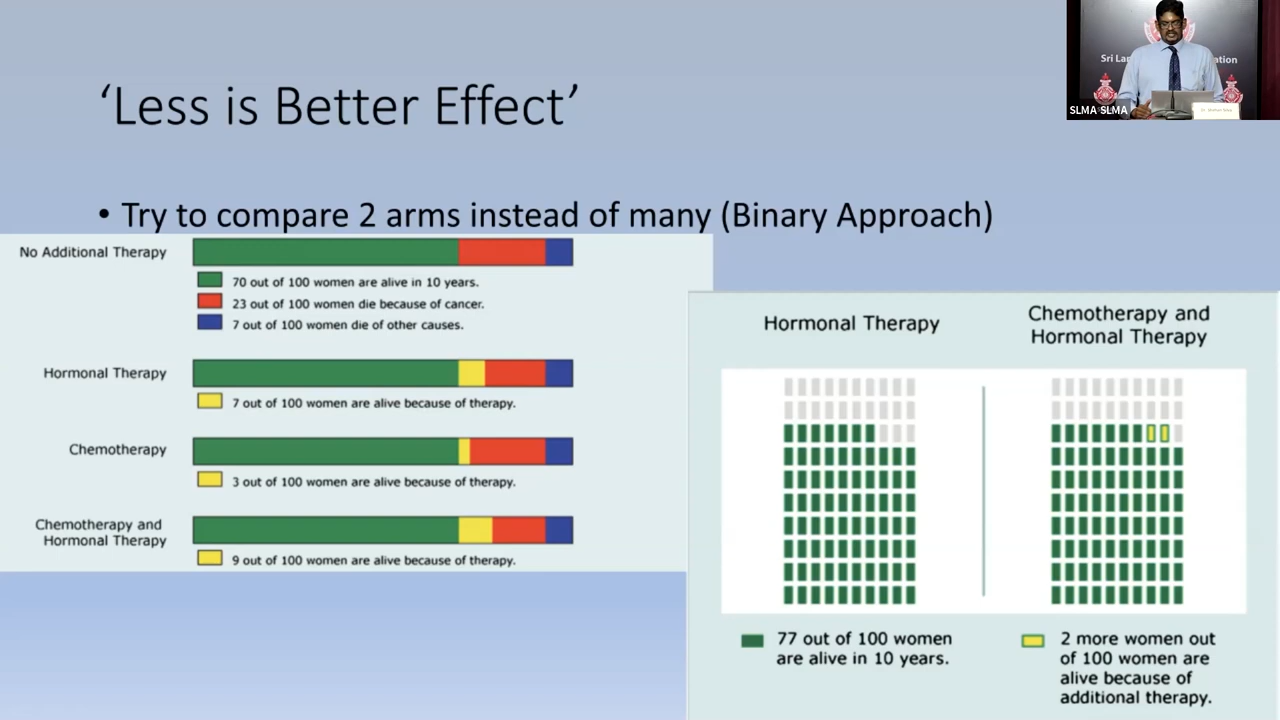 ‘Less is Better Effect’
• Try to compare 2 arms instead of many (Binary Approach)
No Additional Therapy
70 out of 100 women are alive in 10 years.
23 out of 100 women die because of cancer.
7 out of 100 women die of other causes.
Hormonal Therapy
7 out of 100 women are alive because of therapy.
Chemotherapy
3 out of 100 women are alive because of therapy.
Chemotherapy and
Hormonal Therapy
9 out of 100 women are alive because of therapy.
Hormonal Therapy
77 out of 100 women
are alive in 10 years.
Chemotherapy and
Hormonal Therapy
2 more women out
of 100 women are
alive because of
additional therapy.
Sri
SLMA SLMA